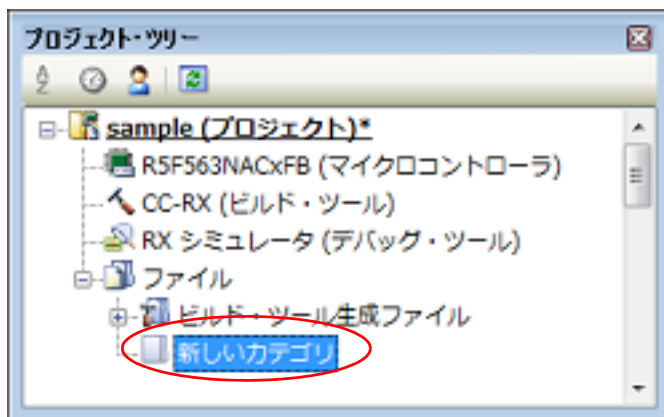 プロジェクト・ツリー
sample (プロジェクト)*
R5F563NACxFB (マイクロコントローラ)
CC-RX (ビルド・ツール)
RX シミュレータ (デバッグ・ツール)
ファイル
ビルド・ツール生成ファイル
新しいカテゴリ